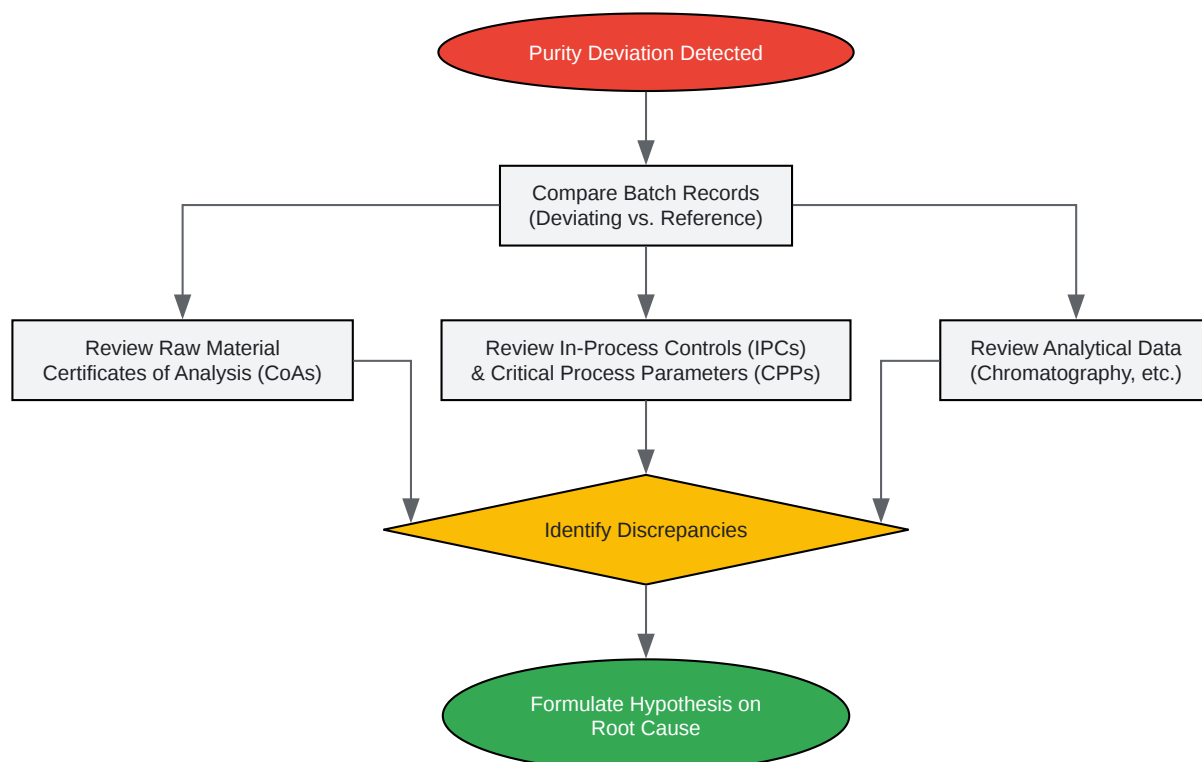 Purity Deviation Detected
Compare Batch Records
(Deviating vs. Reference)
Review Raw Material
Certificates of Analysis (CoAs)
Review In-Process Controls (IPCs)
& Critical Process Parameters (CPPs)
Review Analytical Data
(Chromatography, etc.)
Identify Discrepancies
Formulate Hypothesis on
Root Cause